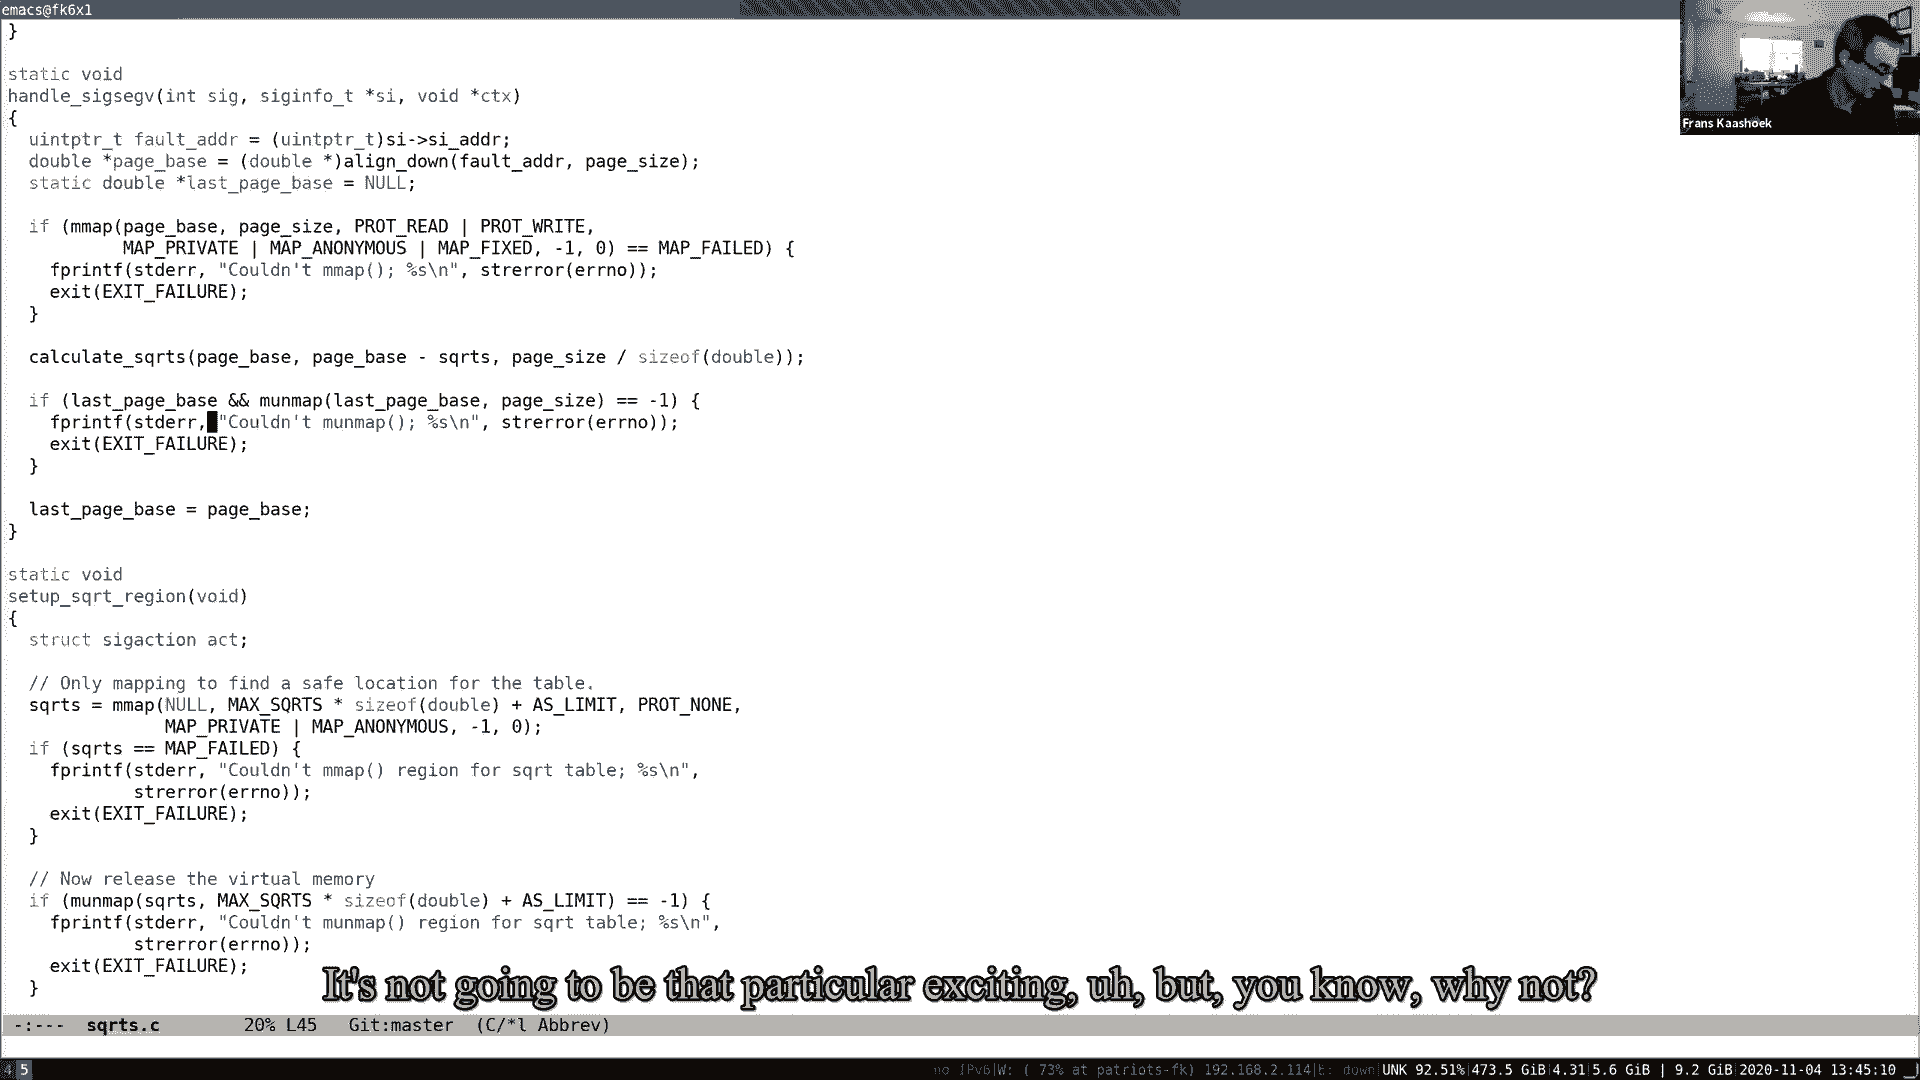 emacs@fk6x1
}
static void
handle_sigsegv(int sig, siginfo_t *si, void *ctx)
{
  uintptr_t fault_addr = (uintptr_t)si->si_addr;
  double *page_base = (double *)align_down(fault_addr, page_size);
  static double *last_page_base = NULL;
  if (mmap(page_base, page_size, PROT_READ | PROT_WRITE,
           MAP_PRIVATE | MAP_ANONYMOUS | MAP_FIXED, -1, 0) == MAP_FAILED) {
    fprintf(stderr, "Couldn't mmap(); %s\n", strerror(errno));
    exit(EXIT_FAILURE);
  }
  calculate_sqrts(page_base, page_base - sqrts, page_size / sizeof(double));
  if (last_page_base && munmap(last_page_base, page_size) == -1) {
    fprintf(stderr, "Couldn't munmap(); %s\n", strerror(errno));
    exit(EXIT_FAILURE);
  }
  last_page_base = page_base;
}
static void
setup_sqrt_region(void)
{
  struct sigaction act;
  // Only mapping to find a safe location for the table.
  sqrts = mmap(NULL, MAX_SQRTS * sizeof(double) + AS_LIMIT, PROT_NONE,
               MAP_PRIVATE | MAP_ANONYMOUS, -1, 0);
  if (sqrts == MAP_FAILED) {
    fprintf(stderr, "Couldn't mmap() region for sqrt table; %s\n",
            strerror(errno));
    exit(EXIT_FAILURE);
  }
  // Now release the virtual memory
  if (munmap(sqrts, MAX_SQRTS * sizeof(double) + AS_LIMIT) == -1) {
    fprintf(stderr, "Couldn't munmap() region for sqrt table; %s\n",
            strerror(errno));
    exit(EXIT_FAILURE);
  }
Frans Kaashoek
It's not going to be that particular exciting, uh, but, you know, why not?
-:---  sqrts.c        20% L45   Git:master  (C/*l Abbrev)
4 5 no IPv6|W: ( 73% at patriots-fk) 192.168.2.114|E: down|UNK 92.51%|473.5 GiB|4.31|5.6 GiB | 9.2 GiB|2020-11-04 13:45:10